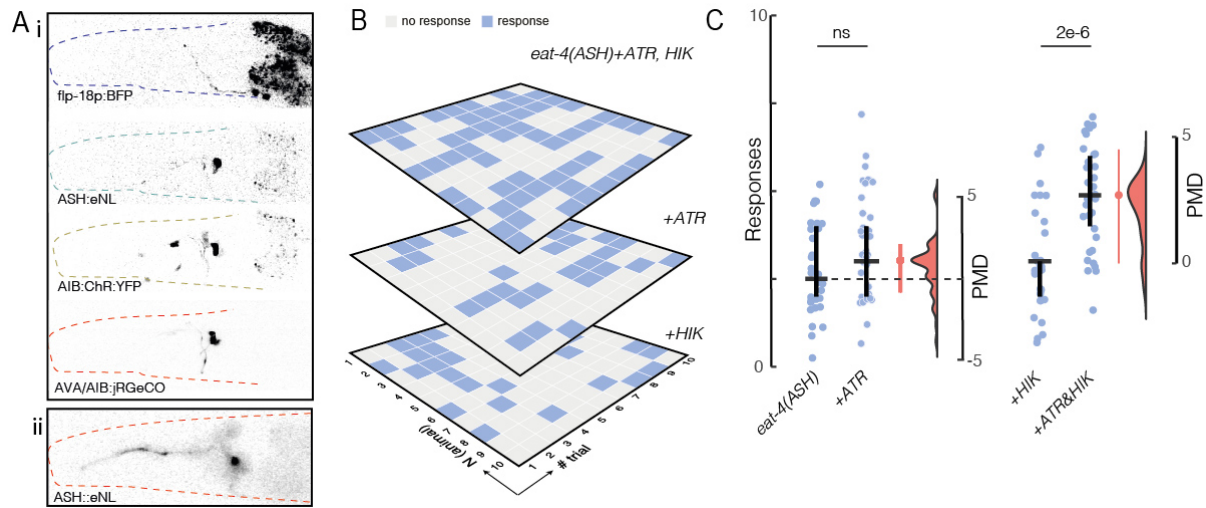 A
i
flp-18p:BFP
ASH:eNL
AIB:ChR:YFP
AVA/AIB:jRGeCO
ii
ASH::eNL
B
no response
response
eat-4(ASH)+ATR, HIK
+ATR
+HIK
1
2
3
4
5
6
7
8
9
10
N (animal)
1
2
3
4
5
6
7
8
9
10
# trial
C
10
Responses
0
ns
2e-6
5
PMD
-5
5
PMD
0
eat-4(ASH)
+ATR
+HIK
+ATR&HIK